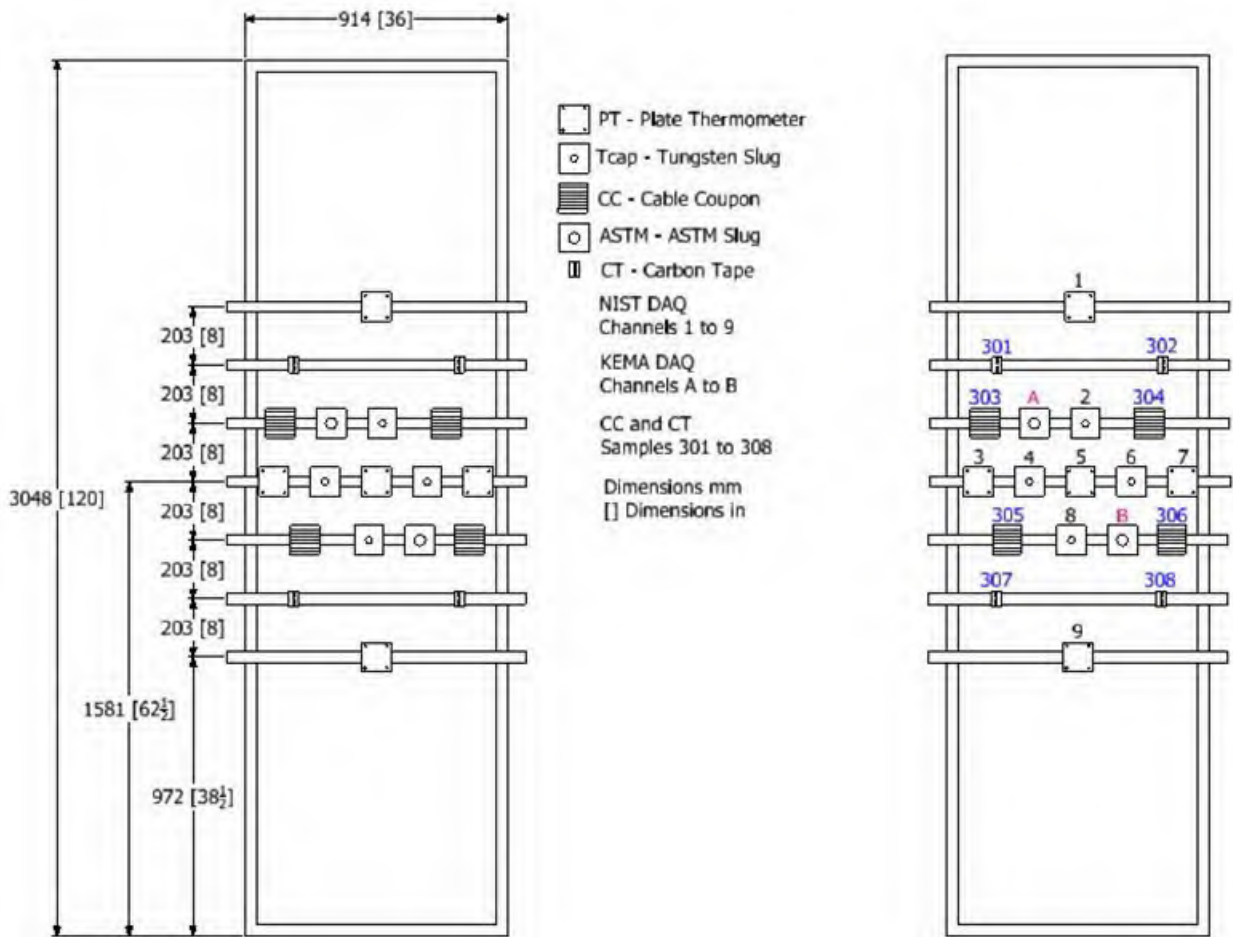 914 [36]
PT - Plate Thermometer
Tcap - Tungsten Slug
CC - Cable Coupon
ASTM - ASTM Slug
CT - Carbon Tape
NIST DAQ
Channels 1 to 9
KEMA DAQ
Channels A to B
CC and CT
Samples 301 to 308
Dimensions mm
[] Dimensions in
203 [8]
203 [8]
203 [8]
203 [8]
203 [8]
203 [8]
3048 [120]
1581 [62½]
972 [38½]
1
301 302
303 A 2 304
3 4 5 6 7
305 8 B 306
307 308
9